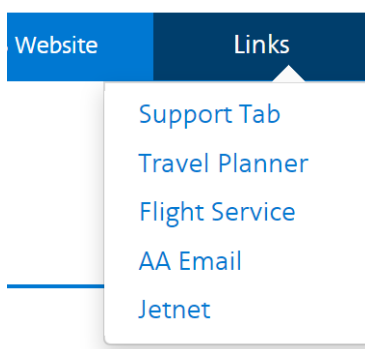 Website
Links
Support Tab
Travel Planner
Flight Service
AA Email
Jetnet